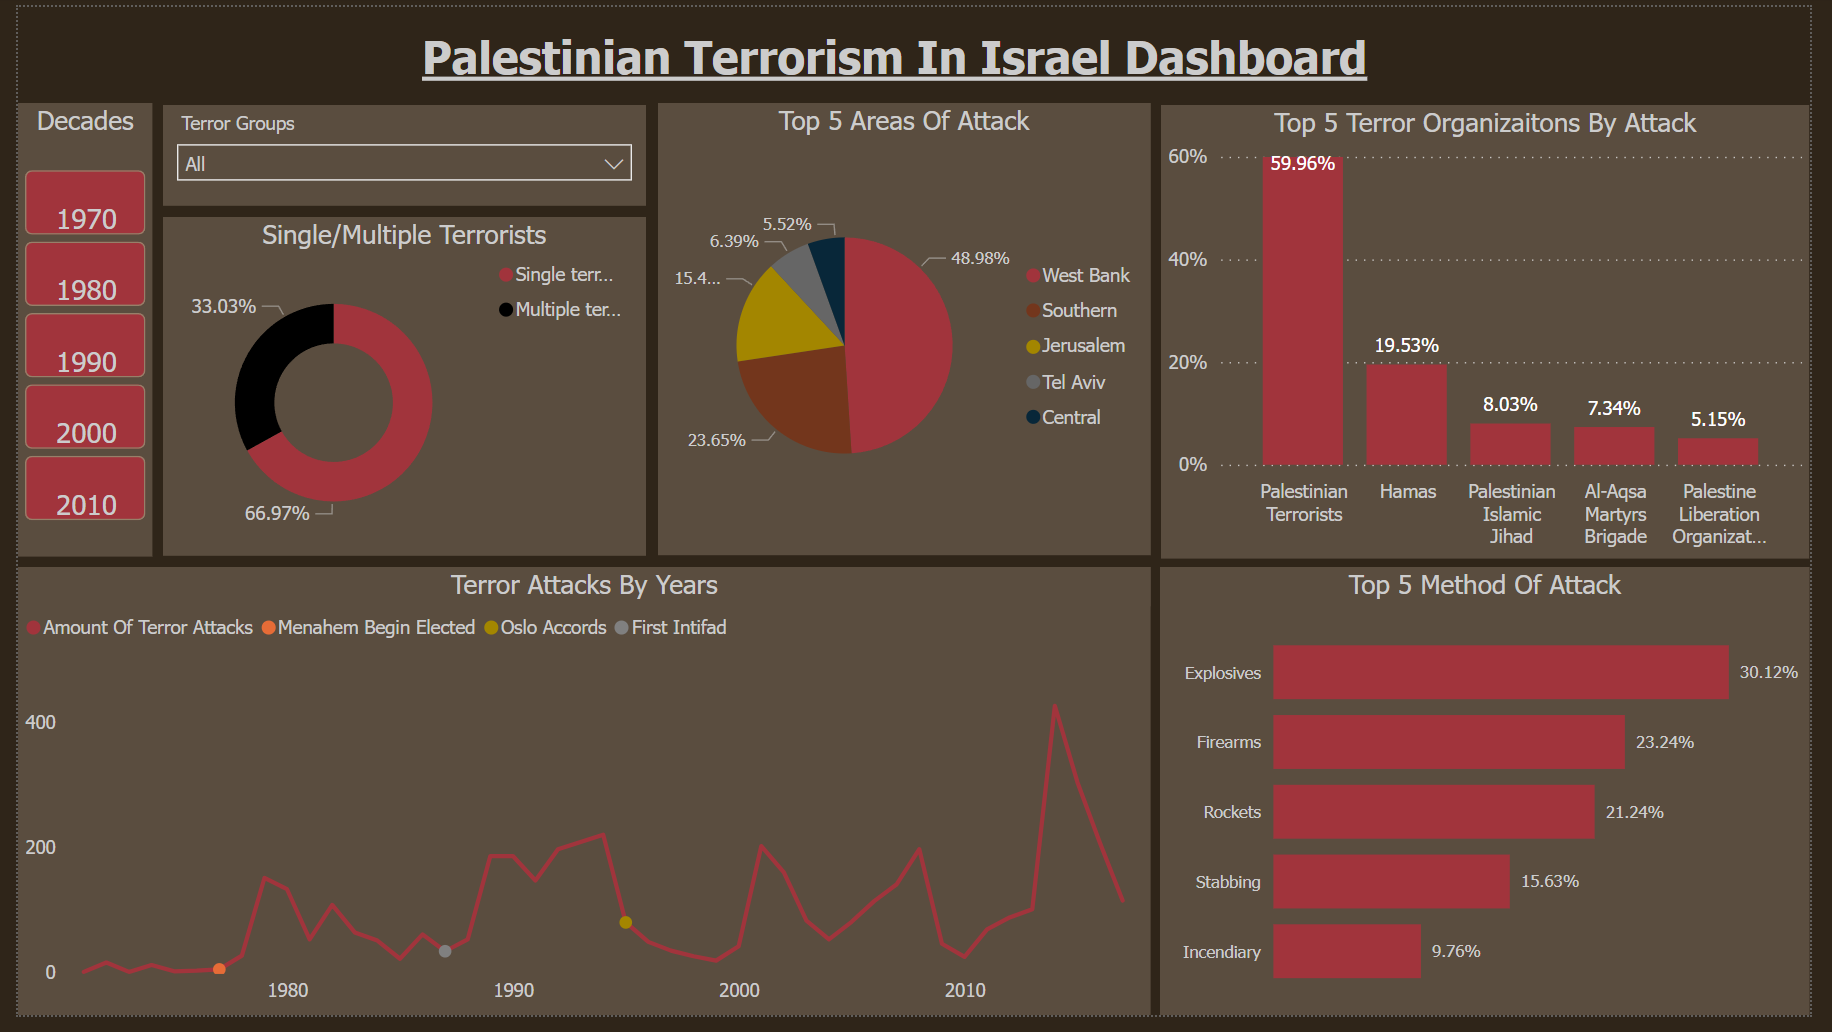 Palestinian Terrorism In Israel Dashboard
Decades
1970
1980
1990
2000
2010
Terror Groups
All
Single/Multiple Terrorists
Single terr...
Multiple ter...
33.03%
66.97%
Top 5 Areas Of Attack
5.52%
6.39%
15.4...
23.65%
48.98%
West Bank
Southern
Jerusalem
Tel Aviv
Central
Top 5 Terror Organizaitons By Attack
60%
40%
20%
0%
59.96%
19.53%
8.03%
7.34%
5.15%
Palestinian
Terrorists
Hamas
Palestinian
Islamic
Jihad
Al-Aqsa
Martyrs
Brigade
Palestine
Liberation
Organizat...
Terror Attacks By Years
Amount Of Terror Attacks
Menahem Begin Elected
Oslo Accords
First Intifad
400
200
0
1980
1990
2000
2010
Top 5 Method Of Attack
Explosives
30.12%
Firearms
23.24%
Rockets
21.24%
Stabbing
15.63%
Incendiary
9.76%